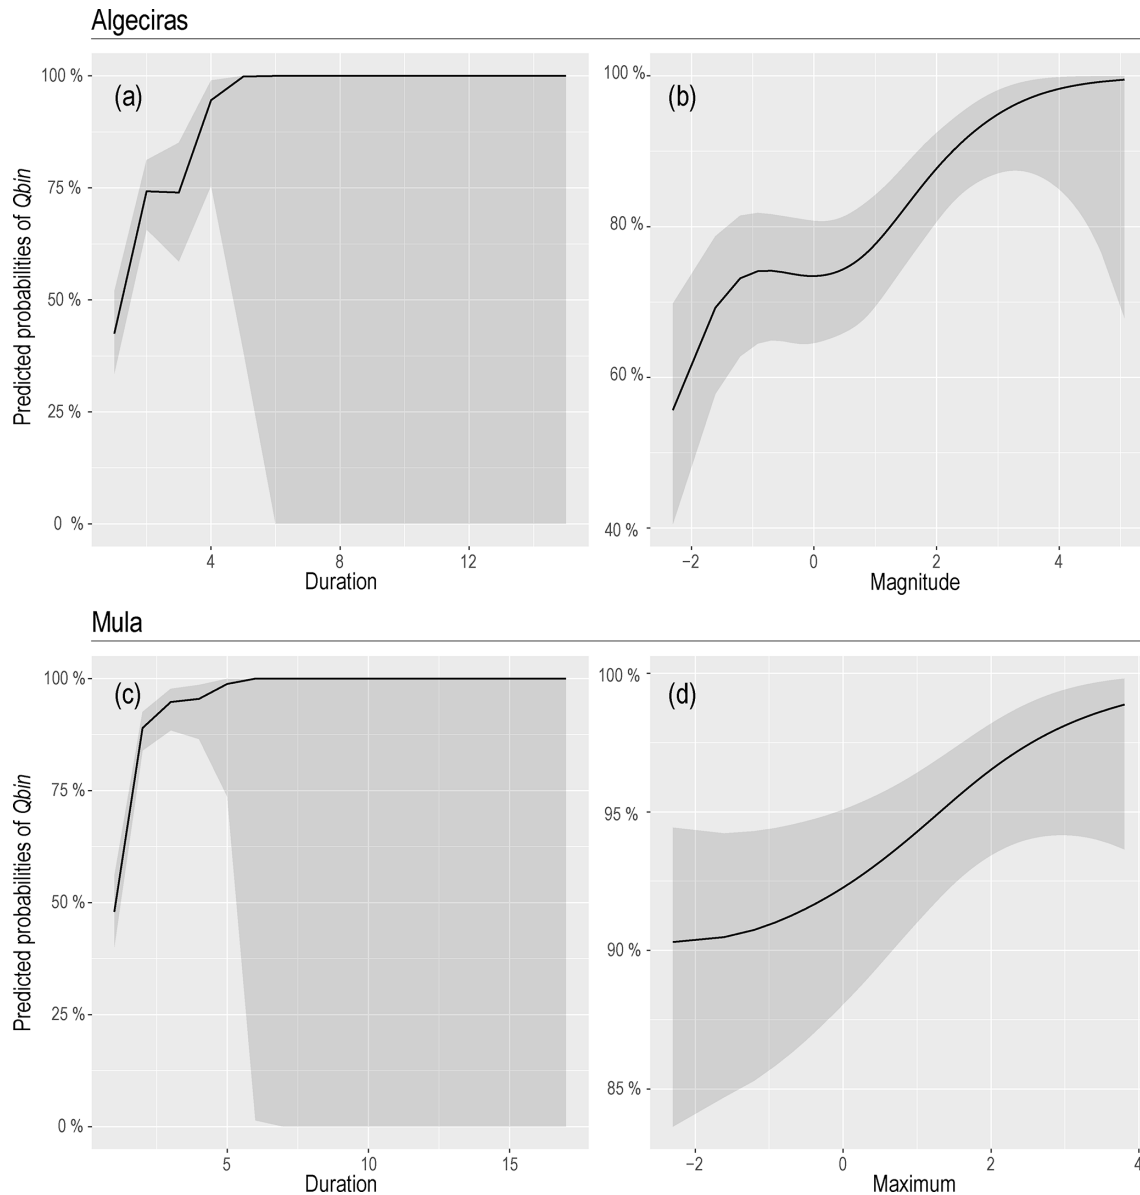 Algeciras
(a)
Predicted probabilities of Qbin
100 %
75 %
50 %
25 %
0 %
4 8 12
Duration
(b)
100 %
80 %
60 %
40 %
−2 0 2 4
Magnitude
Mula
(c)
Predicted probabilities of Qbin
100 %
75 %
50 %
25 %
0 %
5 10 15
Duration
(d)
100 %
95 %
90 %
85 %
−2 0 2 4
Maximum